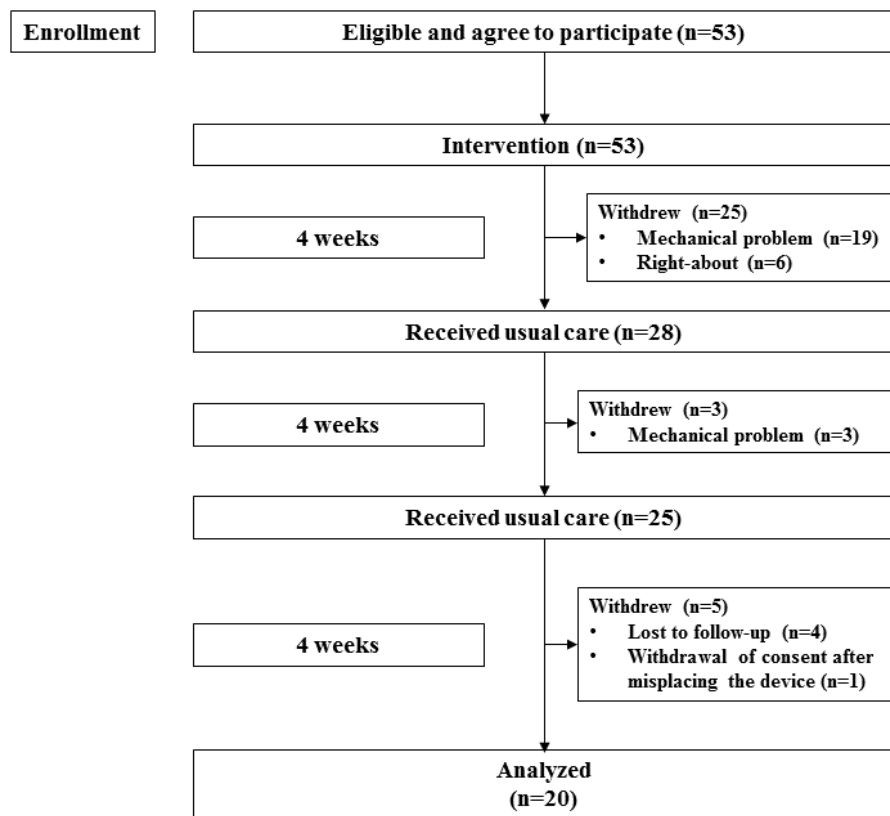 Enrollment
Eligible and agree to participate (n=53)
Intervention (n=53)
4 weeks
Withdrew (n=25)
• Mechanical problem (n=19)
• Right-about (n=6)
Received usual care (n=28)
4 weeks
Withdrew (n=3)
• Mechanical problem (n=3)
Received usual care (n=25)
4 weeks
Withdrew (n=5)
• Lost to follow-up (n=4)
• Withdrawal of consent after
misplacing the device (n=1)
Analyzed
(n=20)